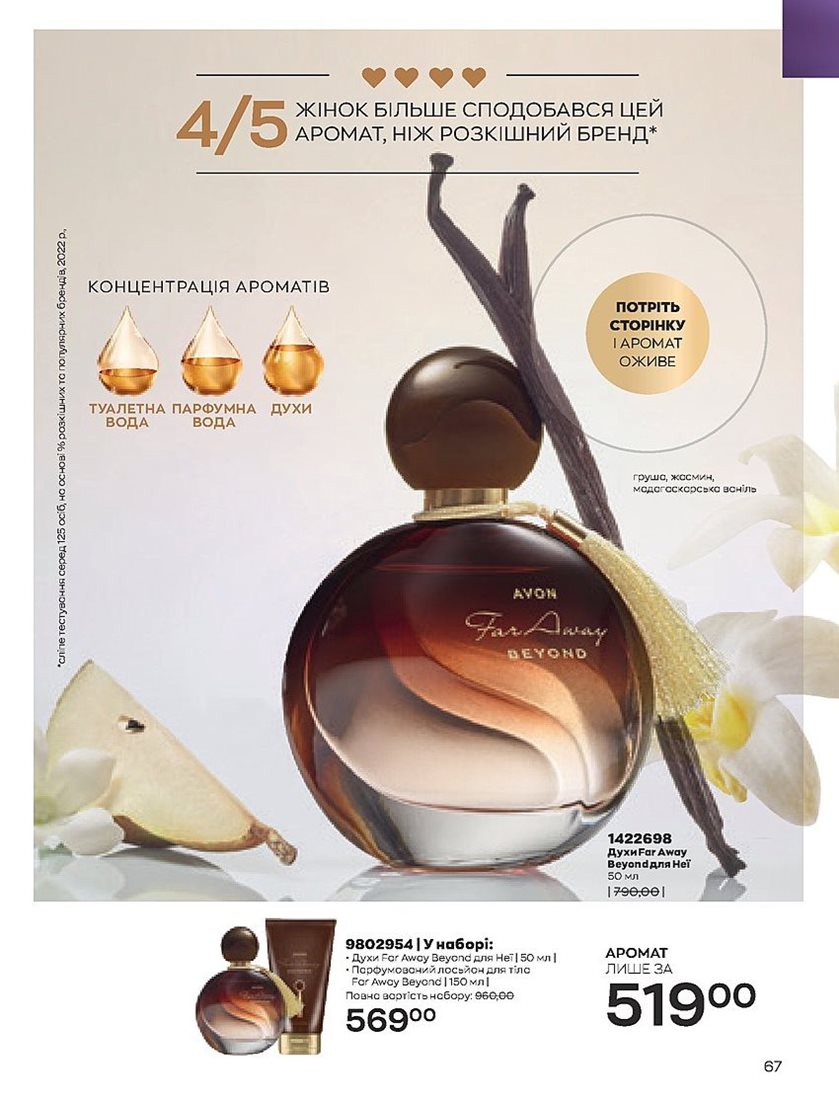 4/5
ЖІНОК БІЛЬШЕ СПОДОБАВСЯ ЦЕЙ
АРОМАТ, НІЖ РОЗКІШНИЙ БРЕНД*
*сліпе тестування серед 125 осіб, на основі % розкішних та популярних брендів, 2022 р.,
КОНЦЕНТРАЦІЯ АРОМАТІВ
ТУАЛЕТНА ВОДА
ПАРФУМНА ВОДА
ДУХИ
ПОТРІТЬ
СТОРІНКУ
І АРОМАТ
ОЖИВЕ
груша, жасмин,
мадагаскарська ваніль
AVON
Far Away
BEYOND
1422698
Духи Far Away
Beyond для Неї
50 мл
| 790,00 |
9802954 | У наборі:
• Духи Far Away Beyond для Неї | 50 мл |
• Парфумований лосьйон для тіла
Far Away Beyond | 150 мл |
Повна вартість набору: 960,00
569⁰⁰
АРОМАТ
ЛИШЕ ЗА
519⁰⁰
67